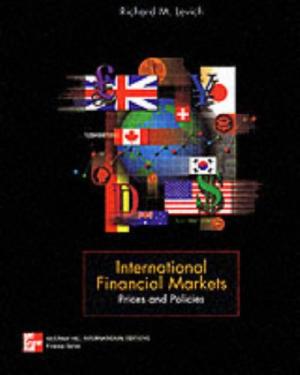 Richard M. Levich
International
Financial Markets
Prices and Policies
McGRAW-HILL INTERNATIONAL EDITIONS
Finance Series